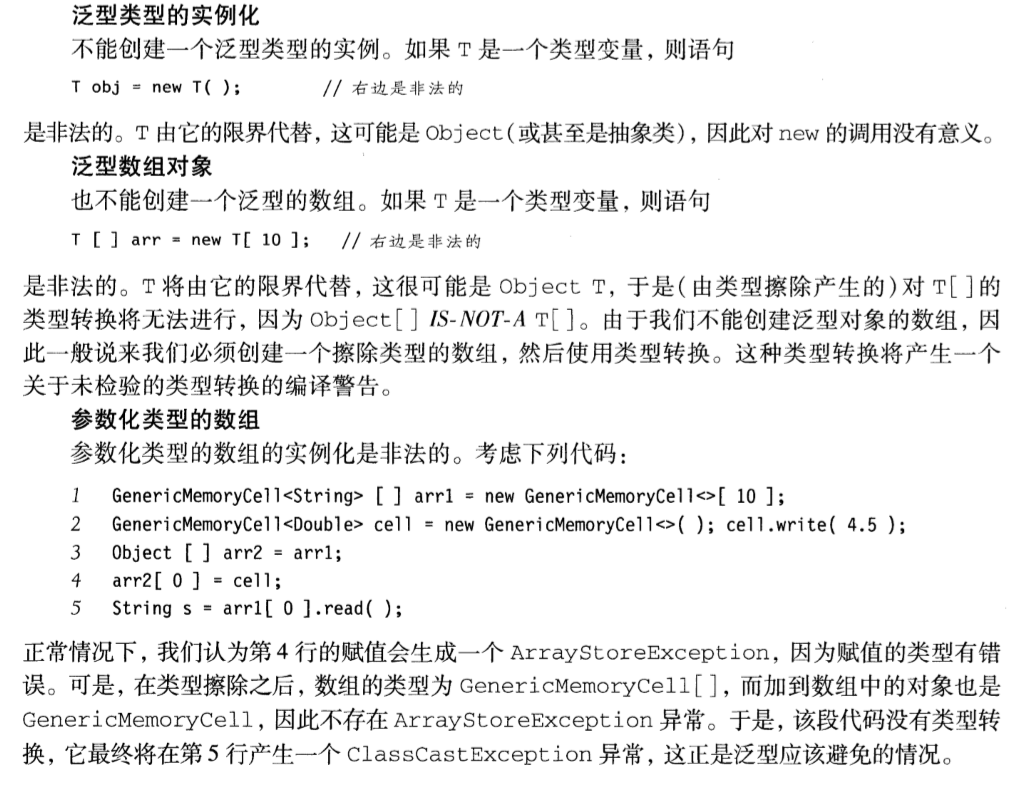 泛型类型的实例化
不能创建一个泛型类型的实例。如果 T 是一个类型变量，则语句
T obj = new T( ); // 右边是非法的
是非法的。T 由它的限界代替，这可能是 Object(或甚至是抽象类)，因此对 new 的调用没有意义。
泛型数组对象
也不能创建一个泛型的数组。如果 T 是一个类型变量，则语句
T [ ] arr = new T[ 10 ]; // 右边是非法的
是非法的。T 将由它的限界代替，这很可能是 Object T，于是(由类型擦除产生的)对 T[ ]的
类型转换将无法进行，因为 Object[ ] IS-NOT-A T[ ]。由于我们不能创建泛型对象的数组，因
此一般说来我们必须创建一个擦除类型的数组，然后使用类型转换。这种类型转换将产生一个
关于未检验的类型转换的编译警告。
参数化类型的数组
参数化类型的数组的实例化是非法的。考虑下列代码：
1 GenericMemoryCell<String> [ ] arr1 = new GenericMemoryCell<>[ 10 ];
2 GenericMemoryCell<Double> cell = new GenericMemoryCell<>( ); cell.write( 4.5 );
3 Object [ ] arr2 = arr1;
4 arr2[ 0 ] = cell;
5 String s = arr1[ 0 ].read( );
正常情况下，我们认为第 4 行的赋值会生成一个 ArrayStoreException，因为赋值的类型有错
误。可是，在类型擦除之后，数组的类型为 GenericMemoryCell[]，而加到数组中的对象也是
GenericMemoryCell，因此不存在 ArrayStoreException 异常。于是，该段代码没有类型转
换，它最终将在第 5 行产生一个 ClassCastException 异常，这正是泛型应该避免的情况。